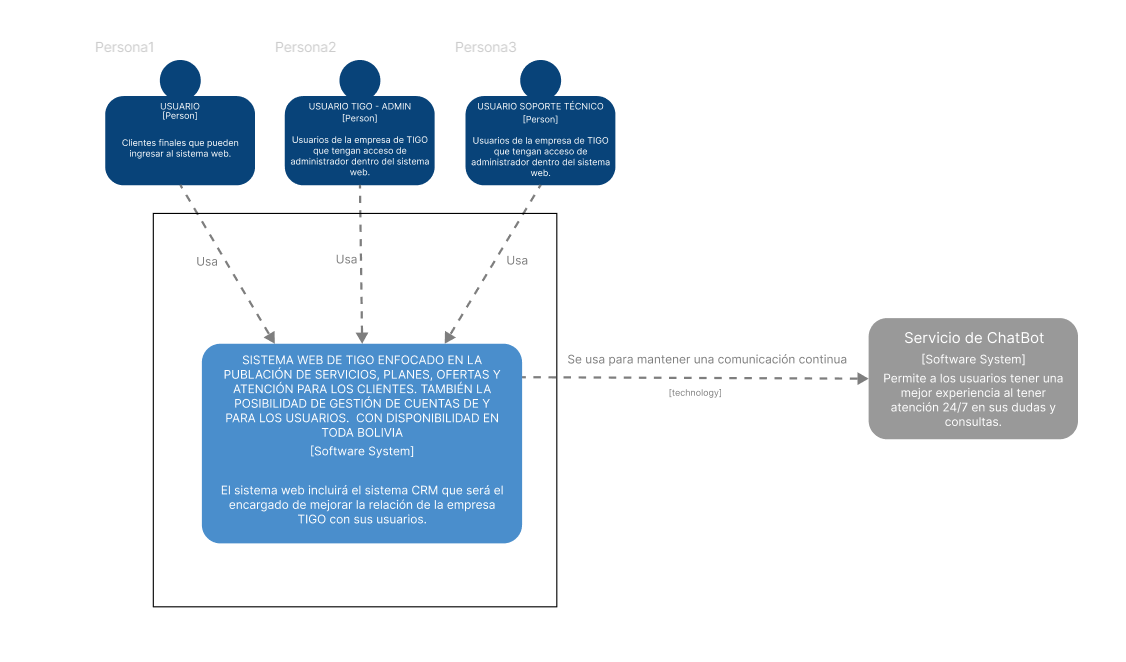 Persona1
Persona2
Persona3
USUARIO
[Person]
Clientes finales que pueden
ingresar al sistema web.
USUARIO TIGO - ADMIN
[Person]
Usuarios de la empresa de TIGO
que tengan acceso de
administrador dentro del sistema
web.
USUARIO SOPORTE TÉCNICO
[Person]
Usuarios de la empresa de TIGO
que tengan acceso de
administrador dentro del sistema
web.
Usa
Usa
Usa
SISTEMA WEB DE TIGO ENFOCADO EN LA
PUBLACIÓN DE SERVICIOS, PLANES, OFERTAS Y
ATENCIÓN PARA LOS CLIENTES. TAMBIÉN LA
POSIBILIDAD DE GESTIÓN DE CUENTAS DE Y
PARA LOS USUARIOS. CON DISPONIBILIDAD EN
TODA BOLIVIA
[Software System]
El sistema web incluirá el sistema CRM que será el
encargado de mejorar la relación de la empresa
TIGO con sus usuarios.
Se usa para mantener una comunicación continua
[technology]
Servicio de ChatBot
[Software System]
Permite a los usuarios tener una
mejor experiencia al tener
atención 24/7 en sus dudas y
consultas.